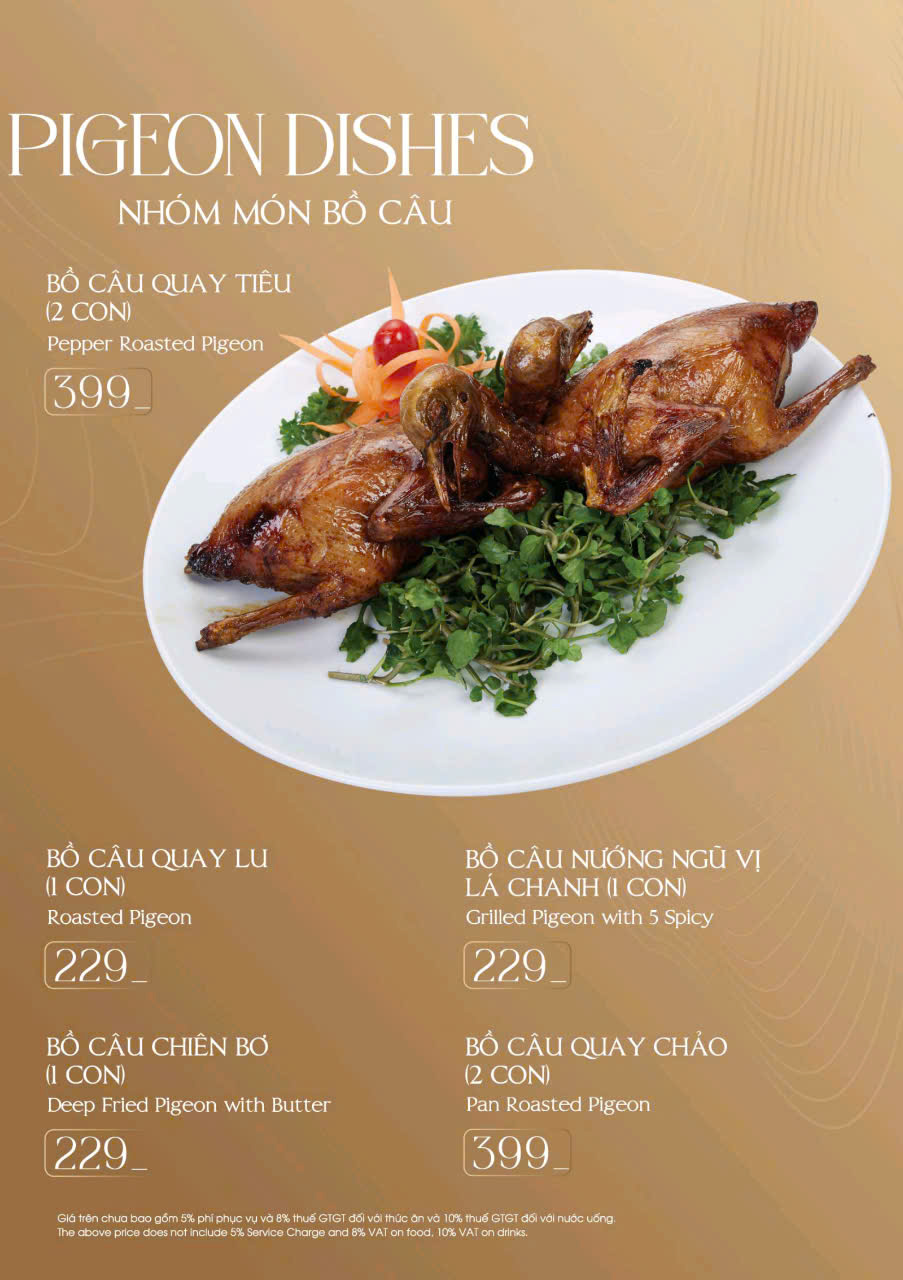 PIGEON DISHES
NHÓM MÓN BỒ CÂU
BỒ CÂU QUAY TIÊU
(2 CON)
Pepper Roasted Pigeon
399_
BỒ CÂU QUAY LU
(1 CON)
Roasted Pigeon
229_
BỒ CÂU NƯỚNG NGŨ VỊ
LÁ CHANH (1 CON)
Grilled Pigeon with 5 Spicy
229_
BỒ CÂU CHIÊN BƠ
(1 CON)
Deep Fried Pigeon with Butter
229_
BỒ CÂU QUAY CHẢO
(2 CON)
Pan Roasted Pigeon
399_
Giá trên chưa bao gồm 5% phí phục vụ và 8% thuế GTGT đối với thức ăn và 10% thuế GTGT đối với nước uống.
The above price does not include 5% Service Charge and 8% VAT on food, 10% VAT on drinks.